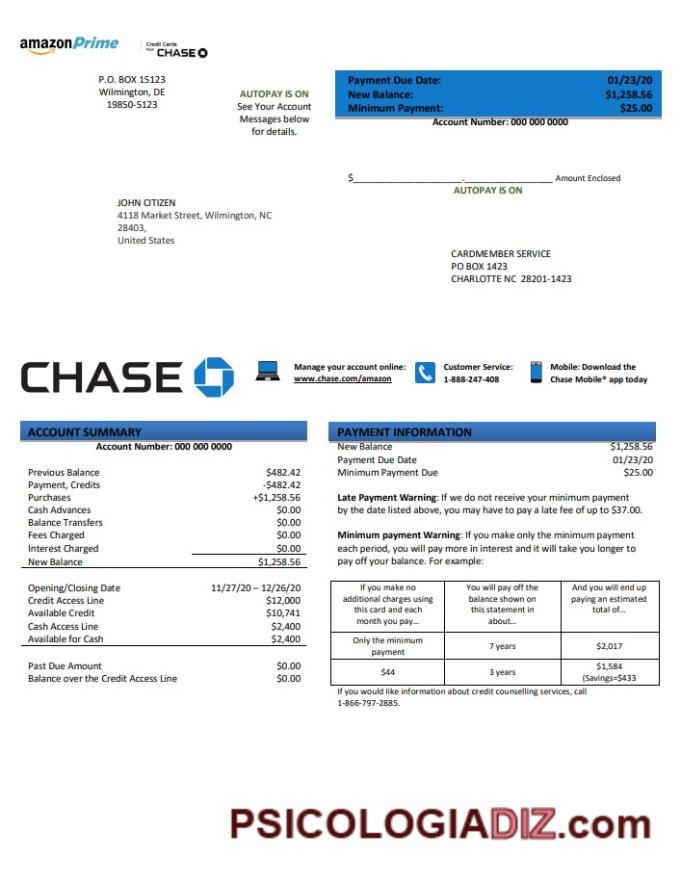 amazonPrime
Credit Cards
from CHASE
P.O. BOX 15123
Wilmington, DE
19850-5123
AUTOPAY IS ON
See Your Account
Messages below
for details.
Payment Due Date: 01/23/20
New Balance: $1,258.56
Minimum Payment: $25.00
Account Number: 000 000 0000
$______________________.__________________ Amount Enclosed
AUTOPAY IS ON
JOHN CITIZEN
4118 Market Street, Wilmington, NC
28403,
United States
CARDMEMBER SERVICE
PO BOX 1423
CHARLOTTE NC 28201-1423
CHASE
Manage your account online:
www.chase.com/amazon
Customer Service:
1-888-247-408
Mobile: Download the
Chase Mobile® app today
ACCOUNT SUMMARY
Account Number: 000 000 0000
Previous Balance $482.42
Payment, Credits -$482.42
Purchases +$1,258.56
Cash Advances $0.00
Balance Transfers $0.00
Fees Charged $0.00
Interest Charged $0.00
New Balance $1,258.56
Opening/Closing Date 11/27/20 – 12/26/20
Credit Access Line $12,000
Available Credit $10,741
Cash Access Line $2,400
Available for Cash $2,400
Past Due Amount $0.00
Balance over the Credit Access Line $0.00
PAYMENT INFORMATION
New Balance $1,258.56
Payment Due Date 01/23/20
Minimum Payment Due $25.00
Late Payment Warning: If we do not receive your minimum payment
by the date listed above, you may have to pay a late fee of up to $37.00.
Minimum payment Warning: If you make only the minimum payment
each period, you will pay more in interest and it will take you longer to
pay off your balance. For example:
If you make no
additional charges using
this card and each
month you pay...
You will pay off the
balance shown on
this statement in
about...
And you will end up
paying an estimated
total of...
Only the minimum
payment
7 years
$2,017
$44
3 years
$1,584
(Savings=$433
If you would like information about credit counselling services, call
1-866-797-2885.
PSICOLOGIADIZ.com